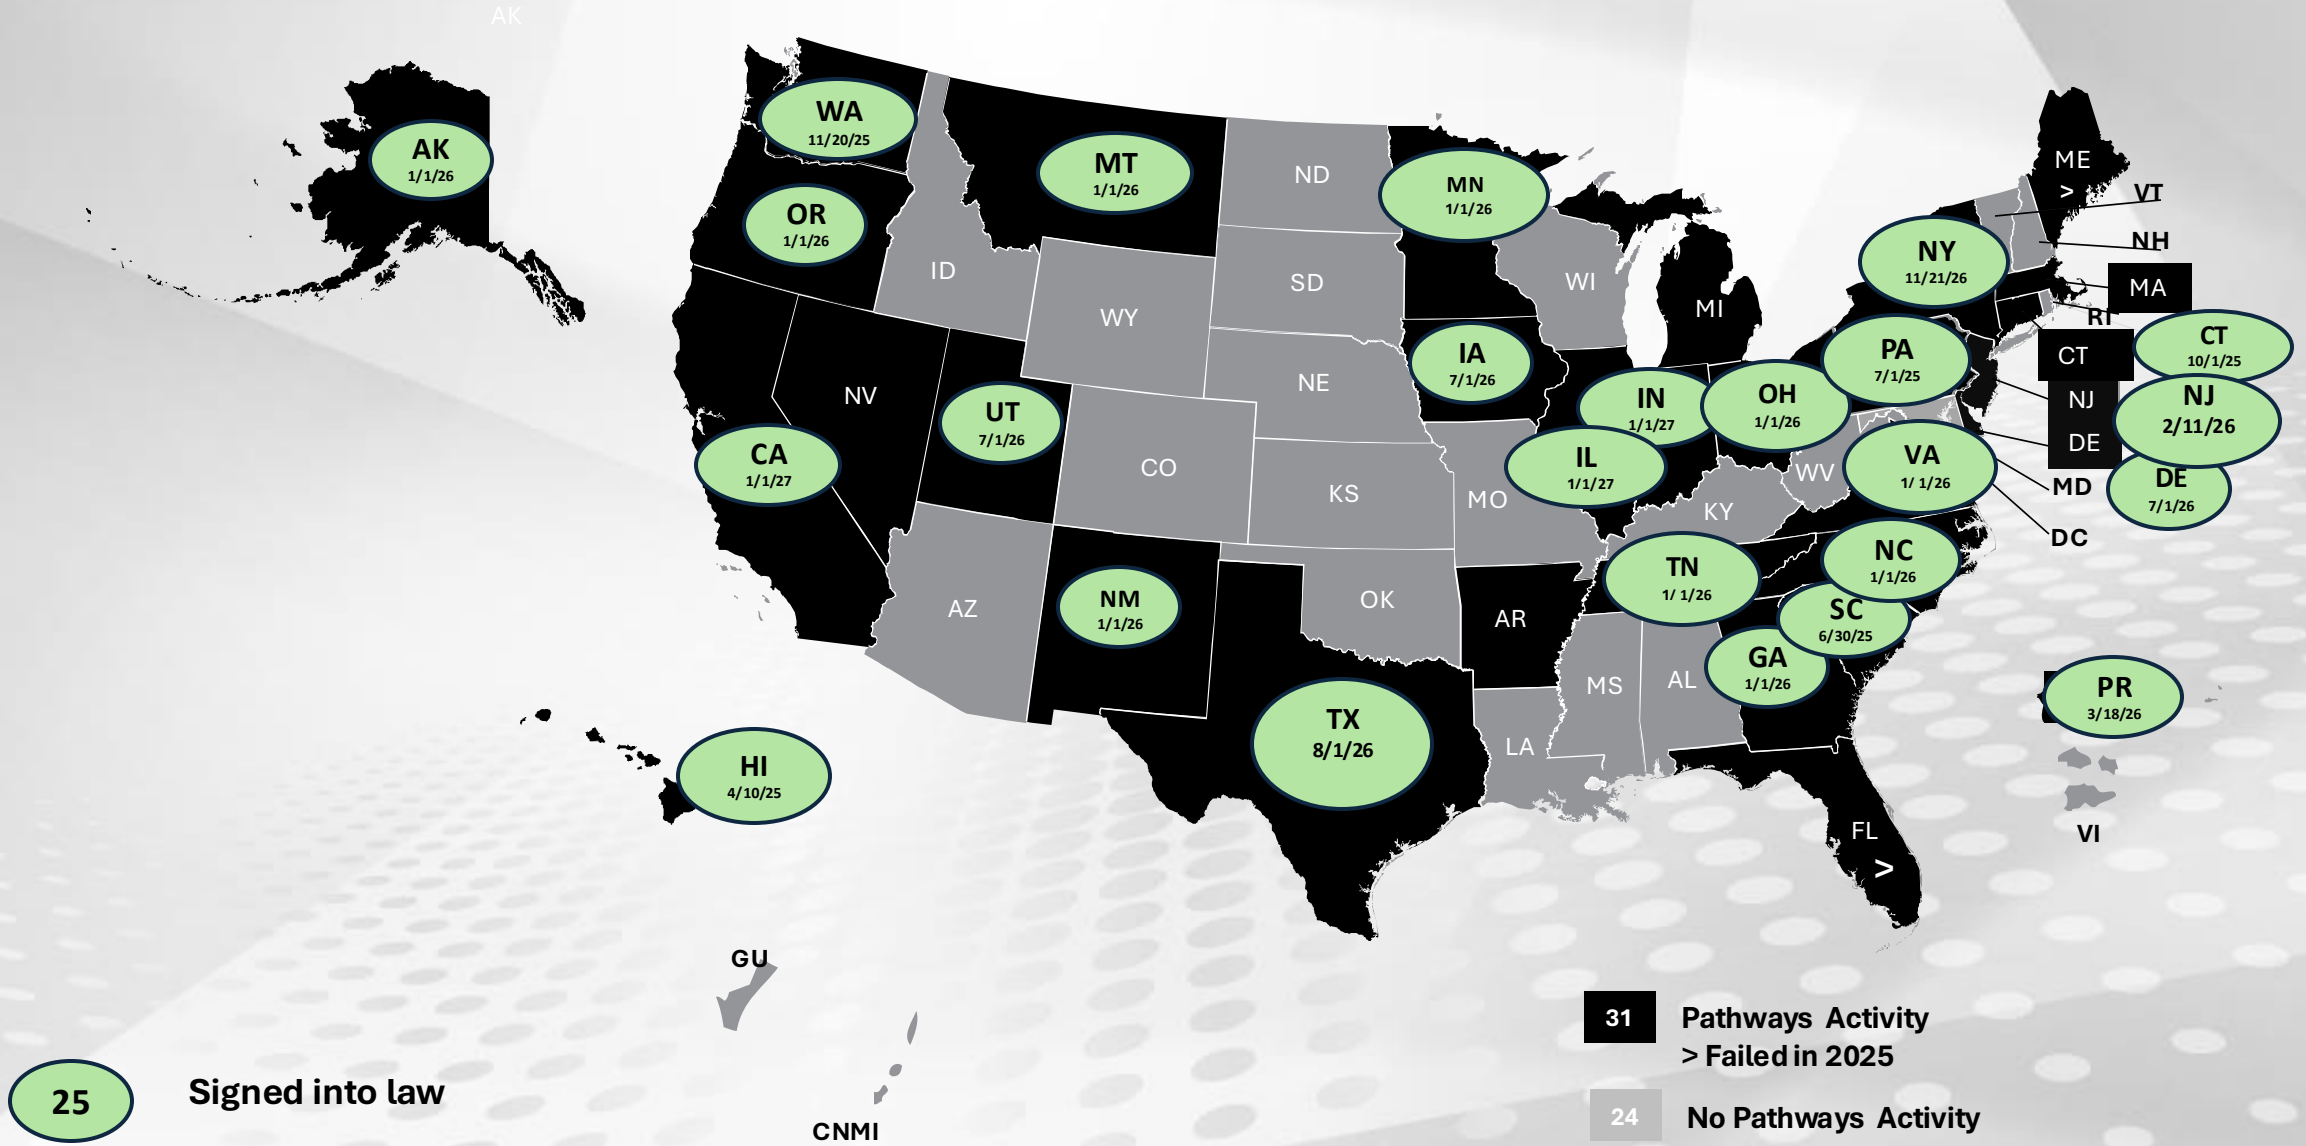 AK
AK
1/1/26
WA
11/20/25
OR
1/1/26
MT
1/1/26
ID
ND
MN
1/1/26
ME
>
VT
NY
11/21/26
NH
MA
RI
WY
SD
WI
MI
NV
NE
IA
7/1/26
PA
7/1/25
CT
CT
10/1/25
UT
7/1/26
IN
1/1/27
OH
1/1/26
NJ
NJ
2/11/26
DE
CA
1/1/27
CO
KS
MO
IL
1/1/27
WV
VA
1/ 1/26
MD
DE
7/1/26
KY
DC
AZ
NM
1/1/26
OK
AR
TN
1/ 1/26
NC
1/1/26
SC
6/30/25
GA
1/1/26
MS
AL
TX
8/1/26
LA
PR
3/18/26
HI
4/10/25
FL
>
VI
GU
CNMI
25
Signed into law
31
Pathways Activity
> Failed in 2025
24
No Pathways Activity